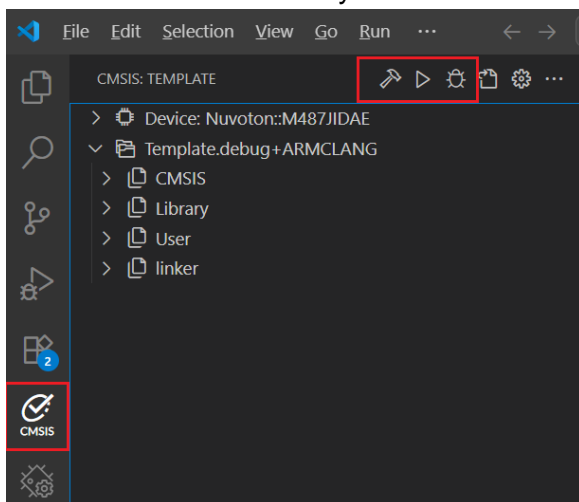 File Edit Selection View Go Run
CMSIS: TEMPLATE
Device: Nuvoton::M487JIDAE
Template.debug+ARMCLANG
CMSIS
Library
User
linker
2
CMSIS